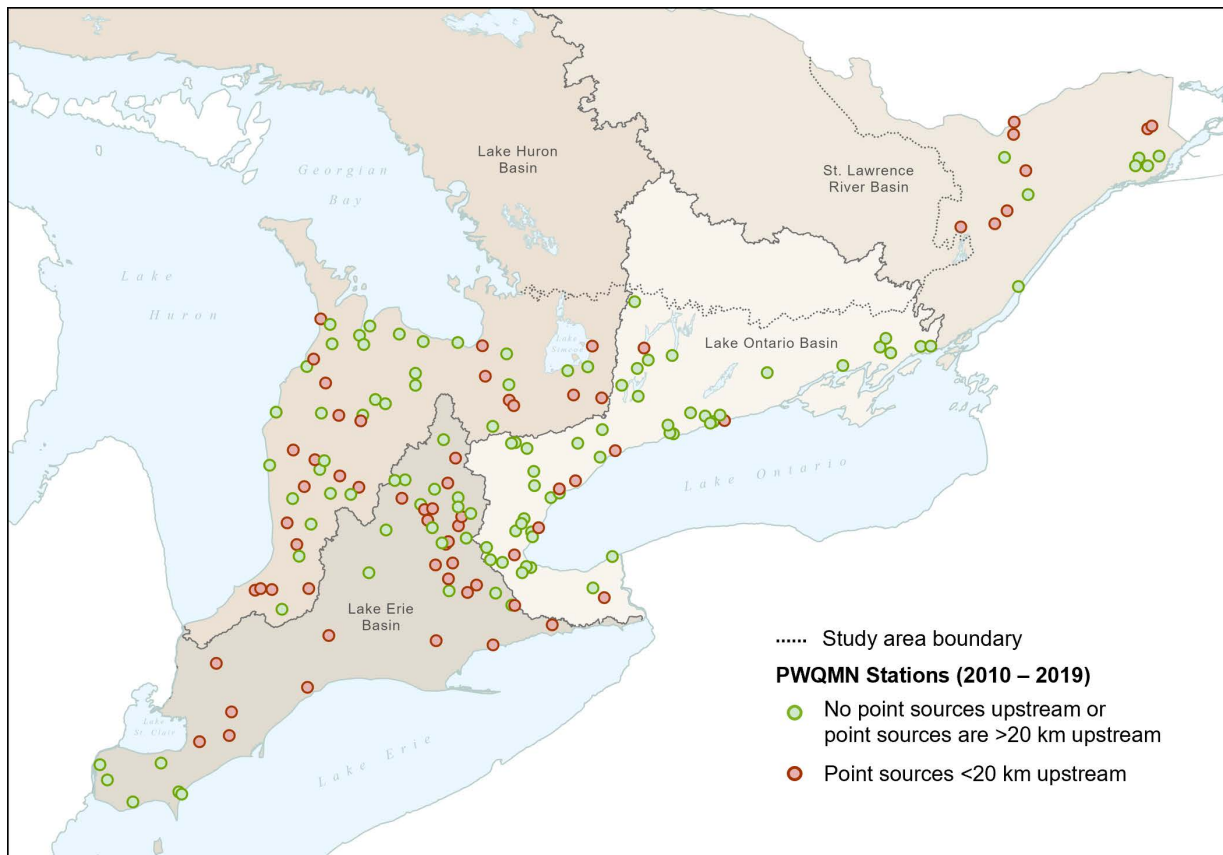 Lake Huron
Basin
Georgian
Bay
St. Lawrence
River Basin
Lake
Huron
Lake
Simcoe
Lake Ontario Basin
Lake Ontario
Lake Erie
Basin
Lake
St. Clair
Lake Erie
Study area boundary
PWQMN Stations (2010 – 2019)
No point sources upstream or
point sources are >20 km upstream
Point sources <20 km upstream